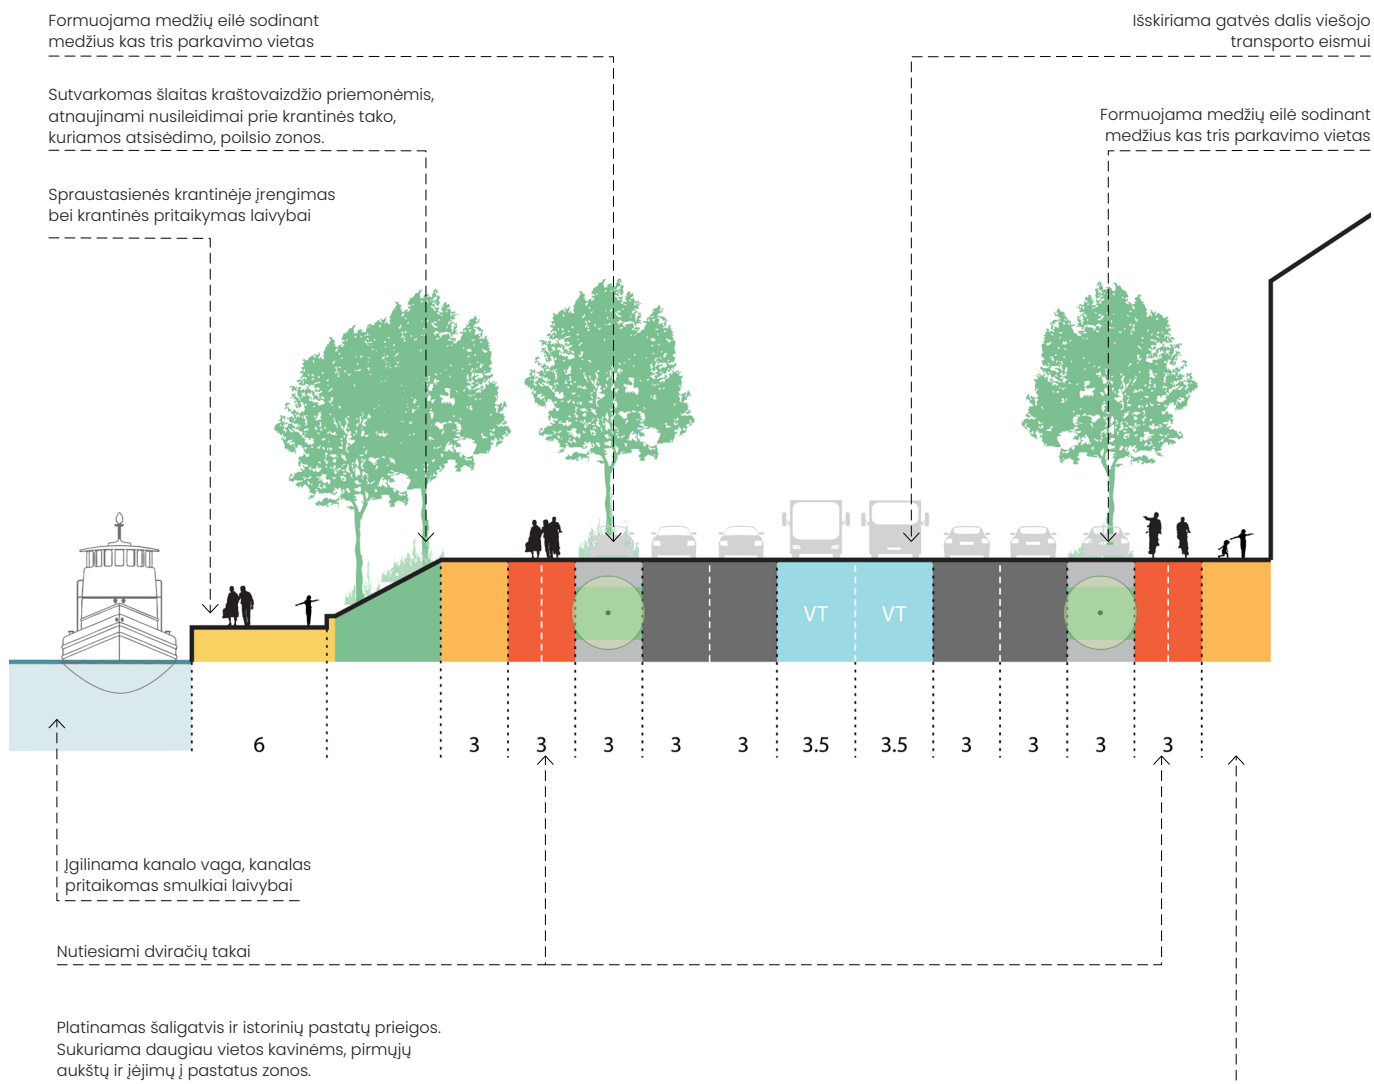 Formuojama medžių eilė sodinant
medžius kas tris parkavimo vietas
Išskiriama gatvės dalis viešojo
transporto eismui
Sutvarkomas šlaitas kraštovaizdžio priemonėmis,
atnaujinami nusileidimai prie krantinės tako,
kuriamos atsisėdimo, poilsio zonos.
Formuojama medžių eilė sodinant
medžius kas tris parkavimo vietas
Spraustasienės krantinėje įrengimas
bei krantinės pritaikymas laivybai
VT VT
6 3 3 3 3 3 3.5 3.5 3 3 3 3
Įgilinama kanalo vaga, kanalas
pritaikomas smulkiai laivybai
Nutiesiami dviračių takai
Platinamas šaligatvis ir istorinių pastatų prieigos.
Sukuriama daugiau vietos kavinėms, pirmųjų
aukštų ir įėjimų į pastatus zonos.